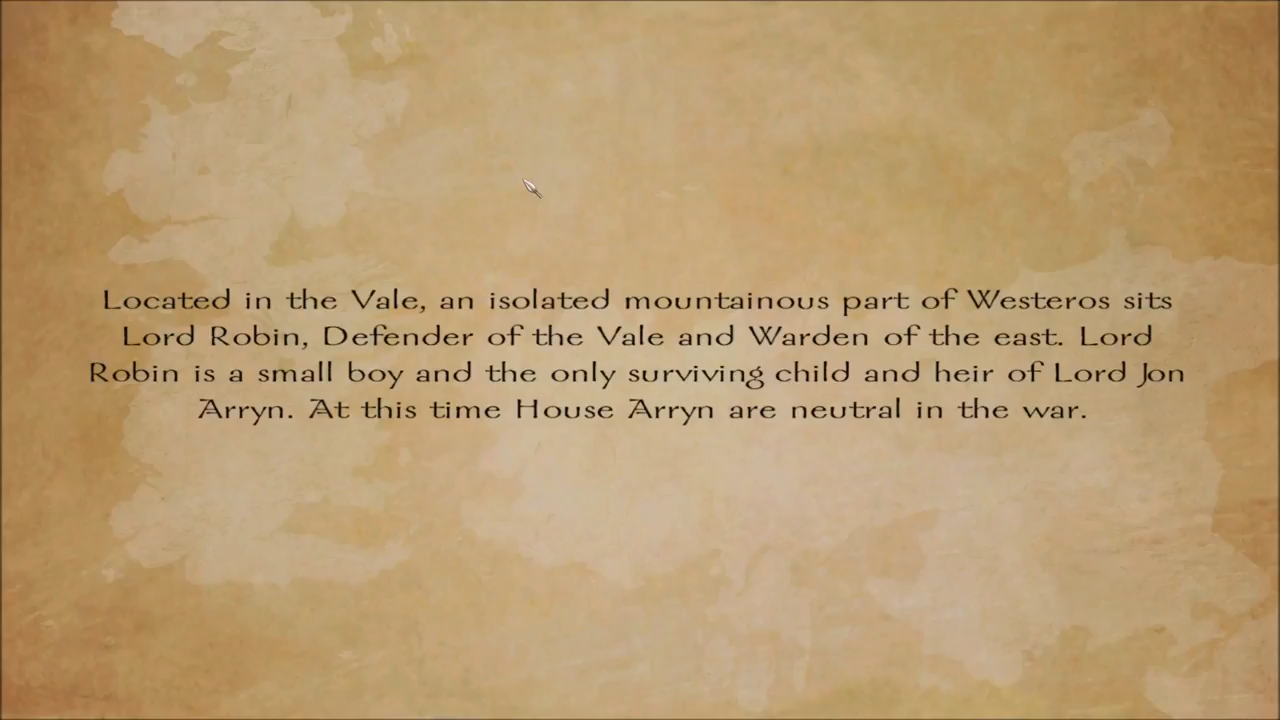 Located in the Vale, an isolated mountainous part of Westeros sits
Lord Robin, Defender of the Vale and Warden of the east. Lord
Robin is a small boy and the only surviving child and heir of Lord Jon
Arryn. At this time House Arryn are neutral in the war.